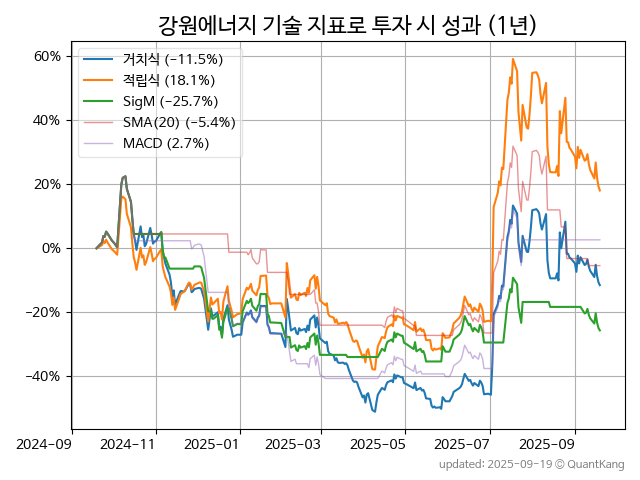 강원에너지 기술 지표로 투자 시 성과 (1년)
거치식 (−11.5%)
적립식 (18.1%)
SigM (−25.7%)
SMA(20) (−5.4%)
MACD (2.7%)
60%
40%
20%
0%
−20%
−40%
2024-09 2024-11 2025-01 2025-03 2025-05 2025-07 2025-09
updated: 2025-09-19 © QuantKang